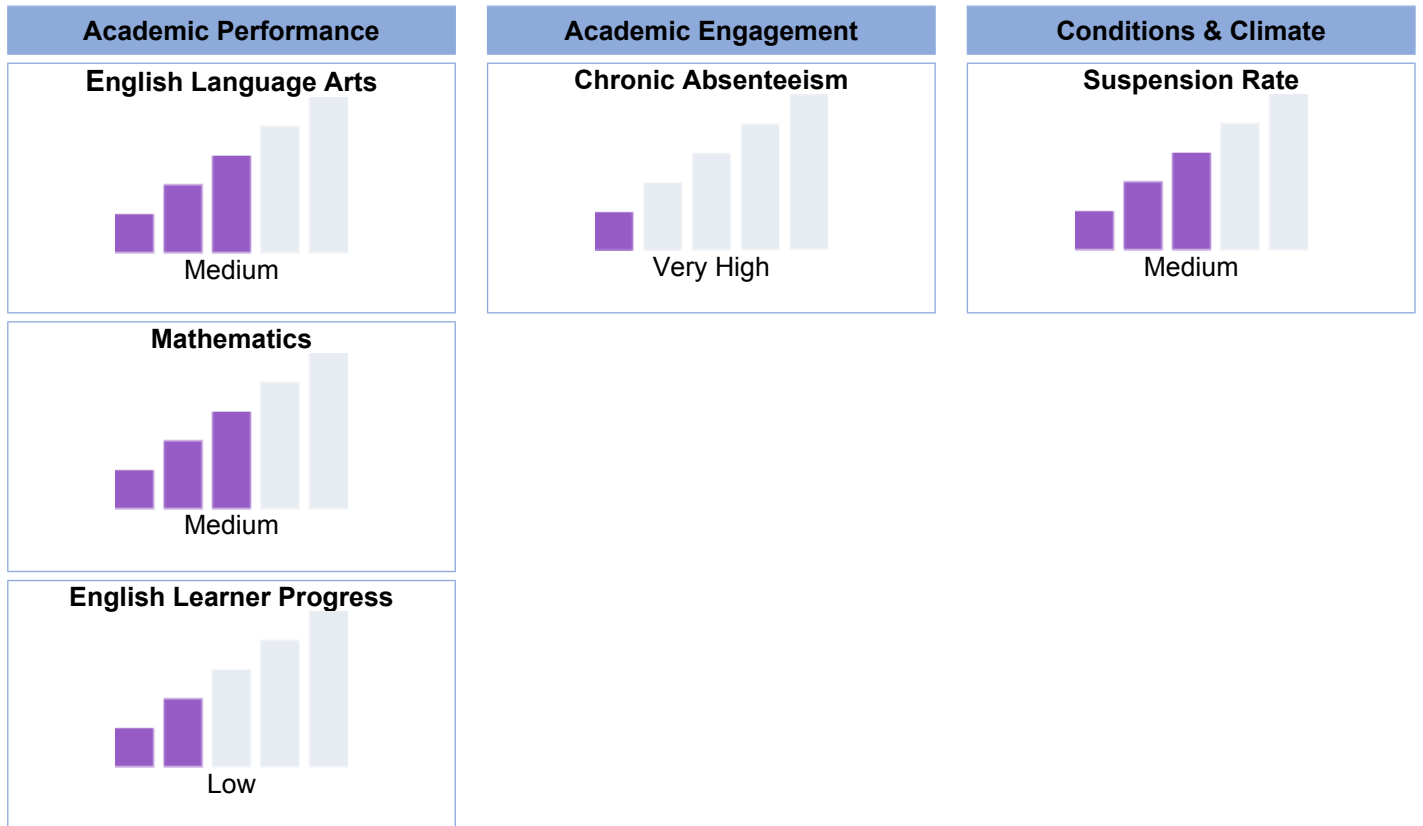 Academic Performance
Academic Engagement
Conditions & Climate
English Language Arts
Medium
Chronic Absenteeism
Very High
Suspension Rate
Medium
Mathematics
Medium
English Learner Progress
Low